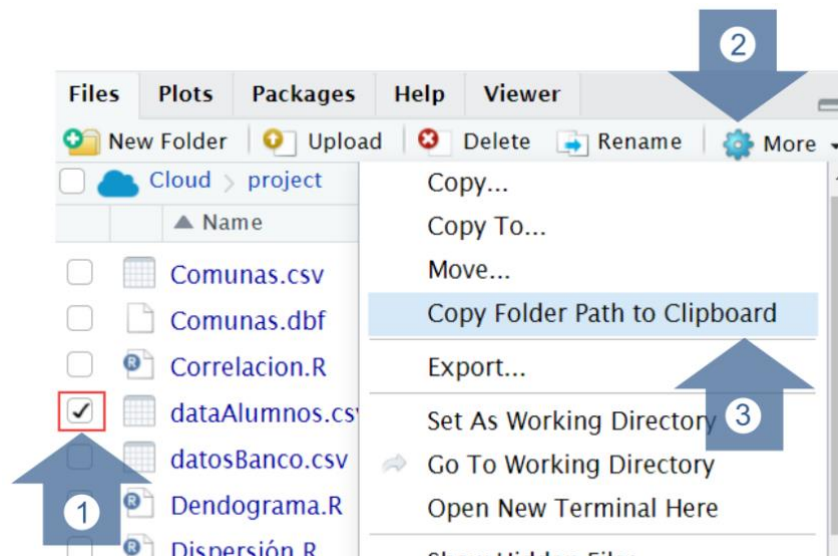 2
Files Plots Packages Help Viewer
New Folder Upload Delete Rename More
Cloud > project
Name
Comunas.csv
Comunas.dbf
Correlacion.R
dataAlumnos.csv
datosBanco.csv
Dendograma.R
Dispersión.R
1
Copy...
Copy To...
Move...
Copy Folder Path to Clipboard
Export...
Set As Working Directory
Go To Working Directory
Open New Terminal Here
3